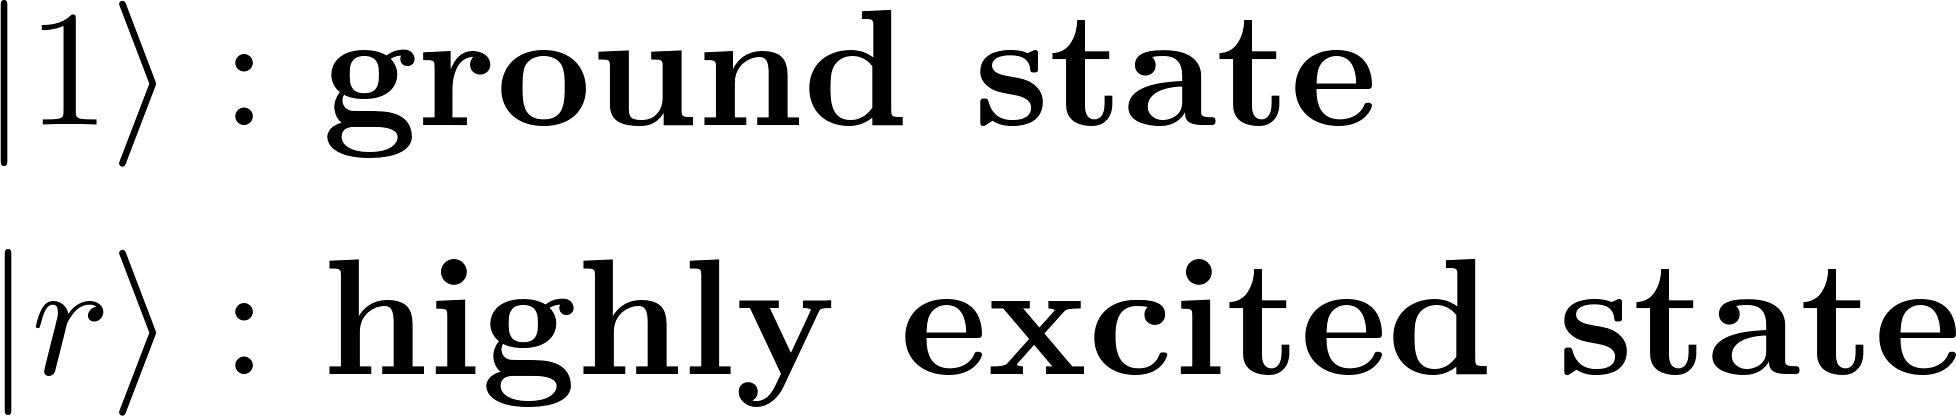 |1⟩ : ground state
|r⟩ : highly excited state